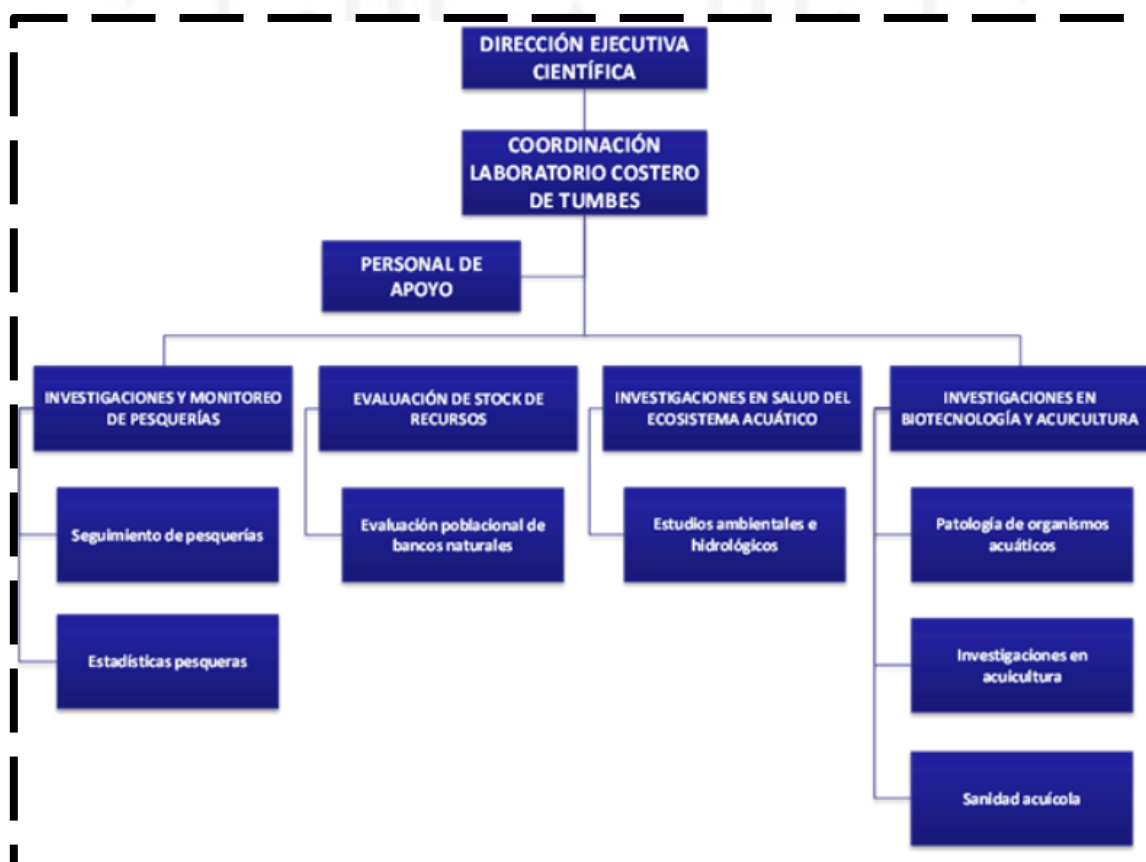 DIRECCIÓN EJECUTIVA
CIENTÍFICA
COORDINACIÓN
LABORATORIO COSTERO
DE TUMBES
PERSONAL DE
APOYO
INVESTIGACIONES Y MONITOREO
DE PESQUERÍAS
EVALUACIÓN DE STOCK DE
RECURSOS
INVESTIGACIONES EN SALUD DEL
ECOSISTEMA ACUÁTICO
INVESTIGACIONES EN
BIOTECNOLOGÍA Y ACUICULTURA
Seguimiento de pesquerías
Evaluación poblacional de
bancos naturales
Estudios ambientales e
hidrológicos
Patología de organismos
acuáticos
Estadísticas pesqueras
Investigaciones en
acuicultura
Sanidad acuícola